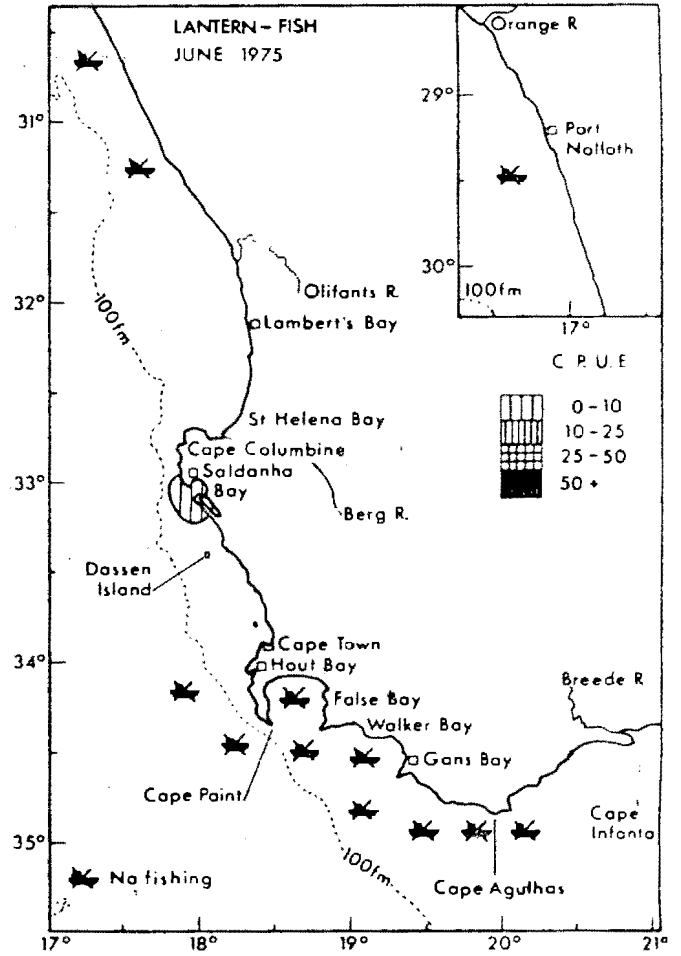 LANTERN-FISH
JUNE 1975
Orange R
29°
Port
Nolloth
30°
100fm
17°
31°
32°
33°
34°
35°
100fm
Olifants R.
Lambert's Bay
C P.U.E
0-10
10-25
25-50
50+
St Helena Bay
Cape Columbine
Saldanha
Bay
Berg R.
Dassen
Island
Cape Town
Hout Bay
False Bay
Walker Bay
Gans Bay
Breede R
Cape Point
Cape
Infanta
100fm
Cape Agulhas
No fishing
17°
18°
19°
20°
21°